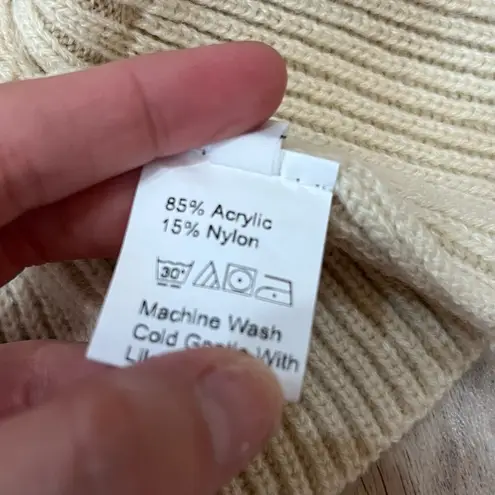 85% Acrylic
15% Nylon
30°
Machine Wash
Cold Gentle With